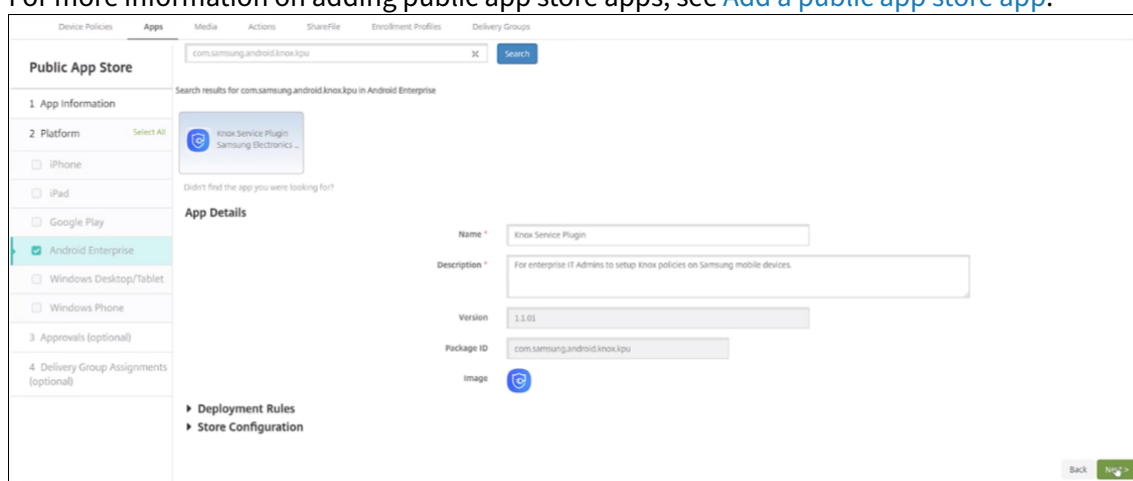 For more information on adding public app store apps, see Add a public app store app.
Device Policies Apps Media Actions ShareFile Enrollment Profiles Delivery Groups
Public App Store
1 App Information
2 Platform Select All
iPhone
iPad
Google Play
Android Enterprise
Windows Desktop/Tablet
Windows Phone
3 Approvals (optional)
4 Delivery Group Assignments
(optional)
com.samsung.android.knox.kpu Search
Search results for com.samsung.android.knox.kpu in Android Enterprise
Knox Service Plugin
Samsung Electronics ...
Didn't find the app you were looking for?
App Details
Name * Knox Service Plugin
Description * For enterprise IT Admins to setup Knox policies on Samsung mobile devices.
Version 1.1.01
Package ID com.samsung.android.knox.kpu
Image
Deployment Rules
Store Configuration
Back Next >